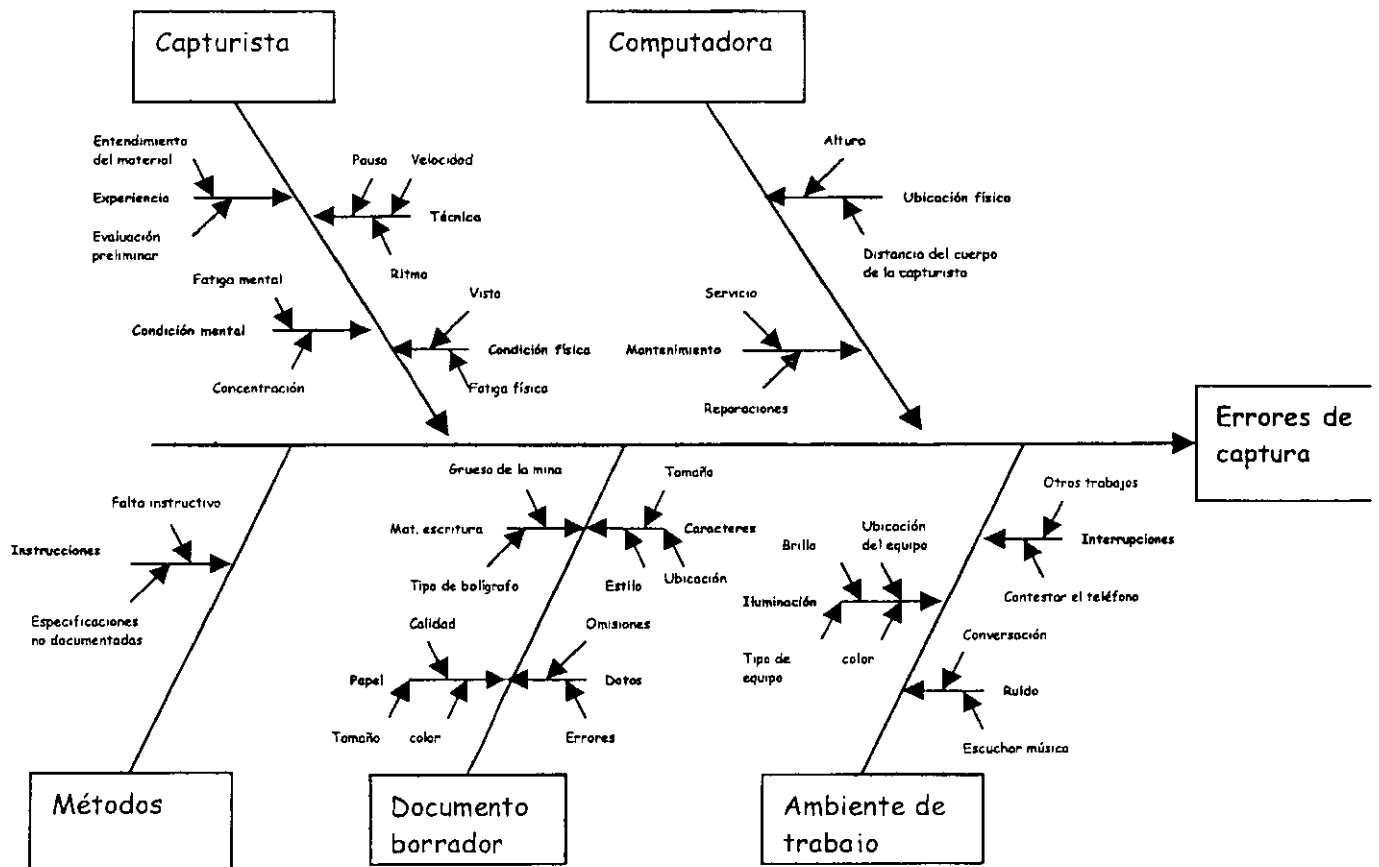 Capturista
Computadora
Entendimiento
del material
Pausa
Velocidad
Experiencia
Técnica
Evaluación
preliminar
Ritmo
Fatiga mental
Vista
Condición mental
Condición física
Concentración
Fatiga física
Altura
Ubicación física
Distancia del cuerpo
de la capturista
Servicio
Mantenimiento
Reparaciones
Errores de
captura
Falta instructivo
Instrucciones
Especificaciones
no documentadas
Grueso de la mina
Tamaño
Mat. escritura
Caracteres
Tipo de bolígrafo
Estilo
Ubicación
Calidad
Omisiones
Papel
Datos
Tamaño
color
Errores
Otros trabajos
Interrupciones
Contestar el teléfono
Brillo
Ubicación
del equipo
Iluminación
Tipo de
equipo
color
Conversación
Ruido
Escuchar música
Métodos
Documento
borrador
Ambiente de
trabajo